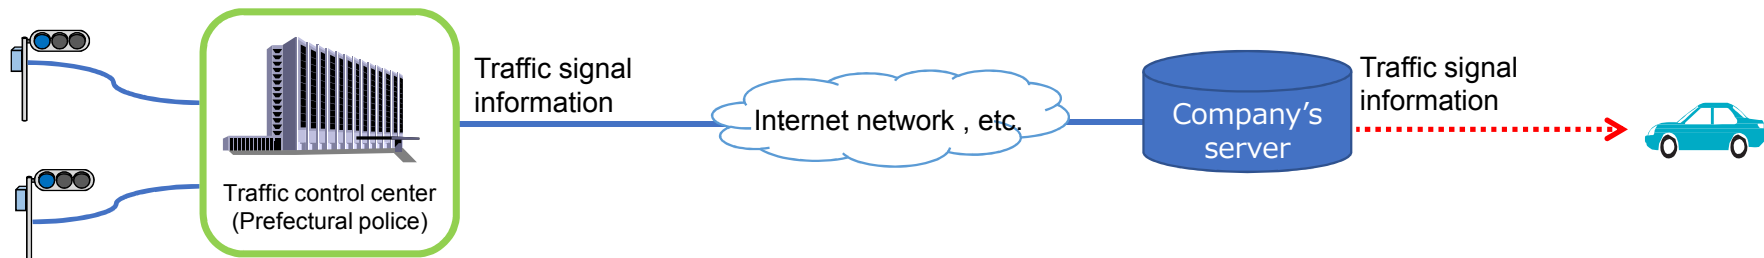 Traffic control center
(Prefectural police)
Traffic signal
information
Internet network , etc.
Company’s
server
Traffic signal
information